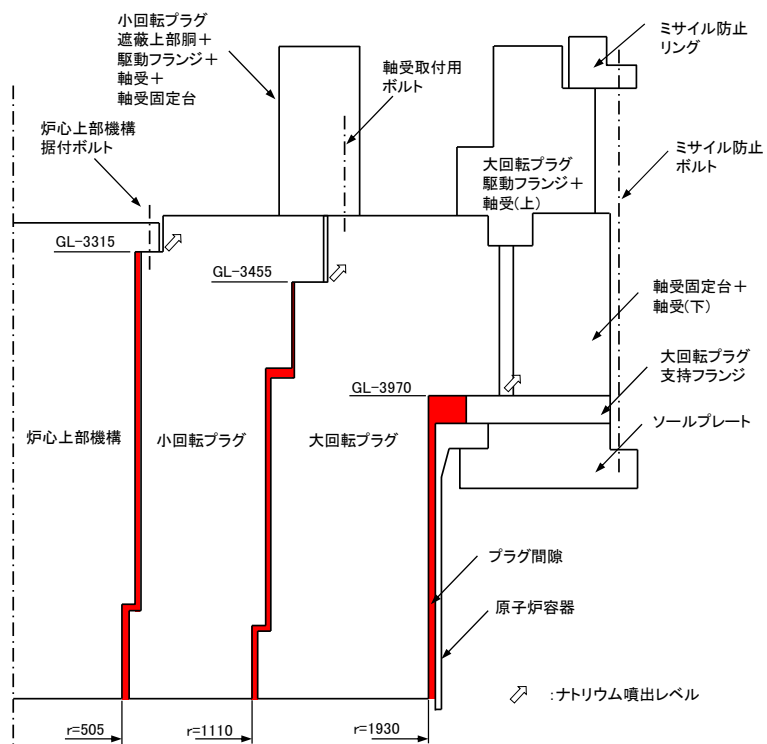 小回転プラグ
遮蔽上部胴＋
駆動フランジ＋
軸受＋
軸受固定台
軸受取付用
ボルト
ミサイル防止
リング
炉心上部機構
据付ボルト
ミサイル防止
ボルト
大回転プラグ
駆動フランジ＋
軸受(上)
GL-3315
GL-3455
軸受固定台＋
軸受(下)
大回転プラグ
支持フランジ
GL-3970
ソールプレート
炉心上部機構
小回転プラグ
大回転プラグ
プラグ間隙
原子炉容器
:ナトリウム噴出レベル
r=505
r=1110
r=1930